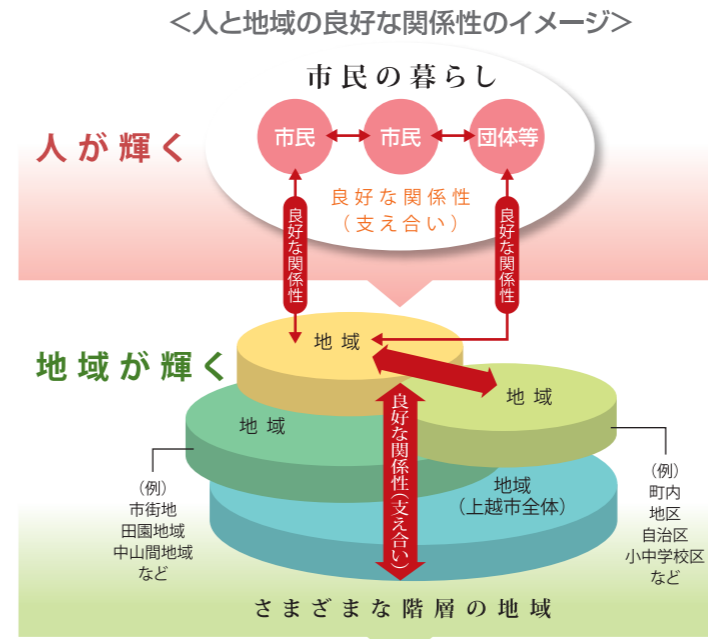 ＜人と地域の良好な関係性のイメージ＞
市民の暮らし
人が輝く
市民
市民
団体等
良好な関係性
（支え合い）
良好な関係性
良好な関係性
地域が輝く
地域
地域
地域
良好な関係性（支え合い）
地域
（上越市全体）
（例）
市街地
田園地域
中山間地域
など
（例）
町内
地区
自治区
小中学校区
など
さまざまな階層の地域